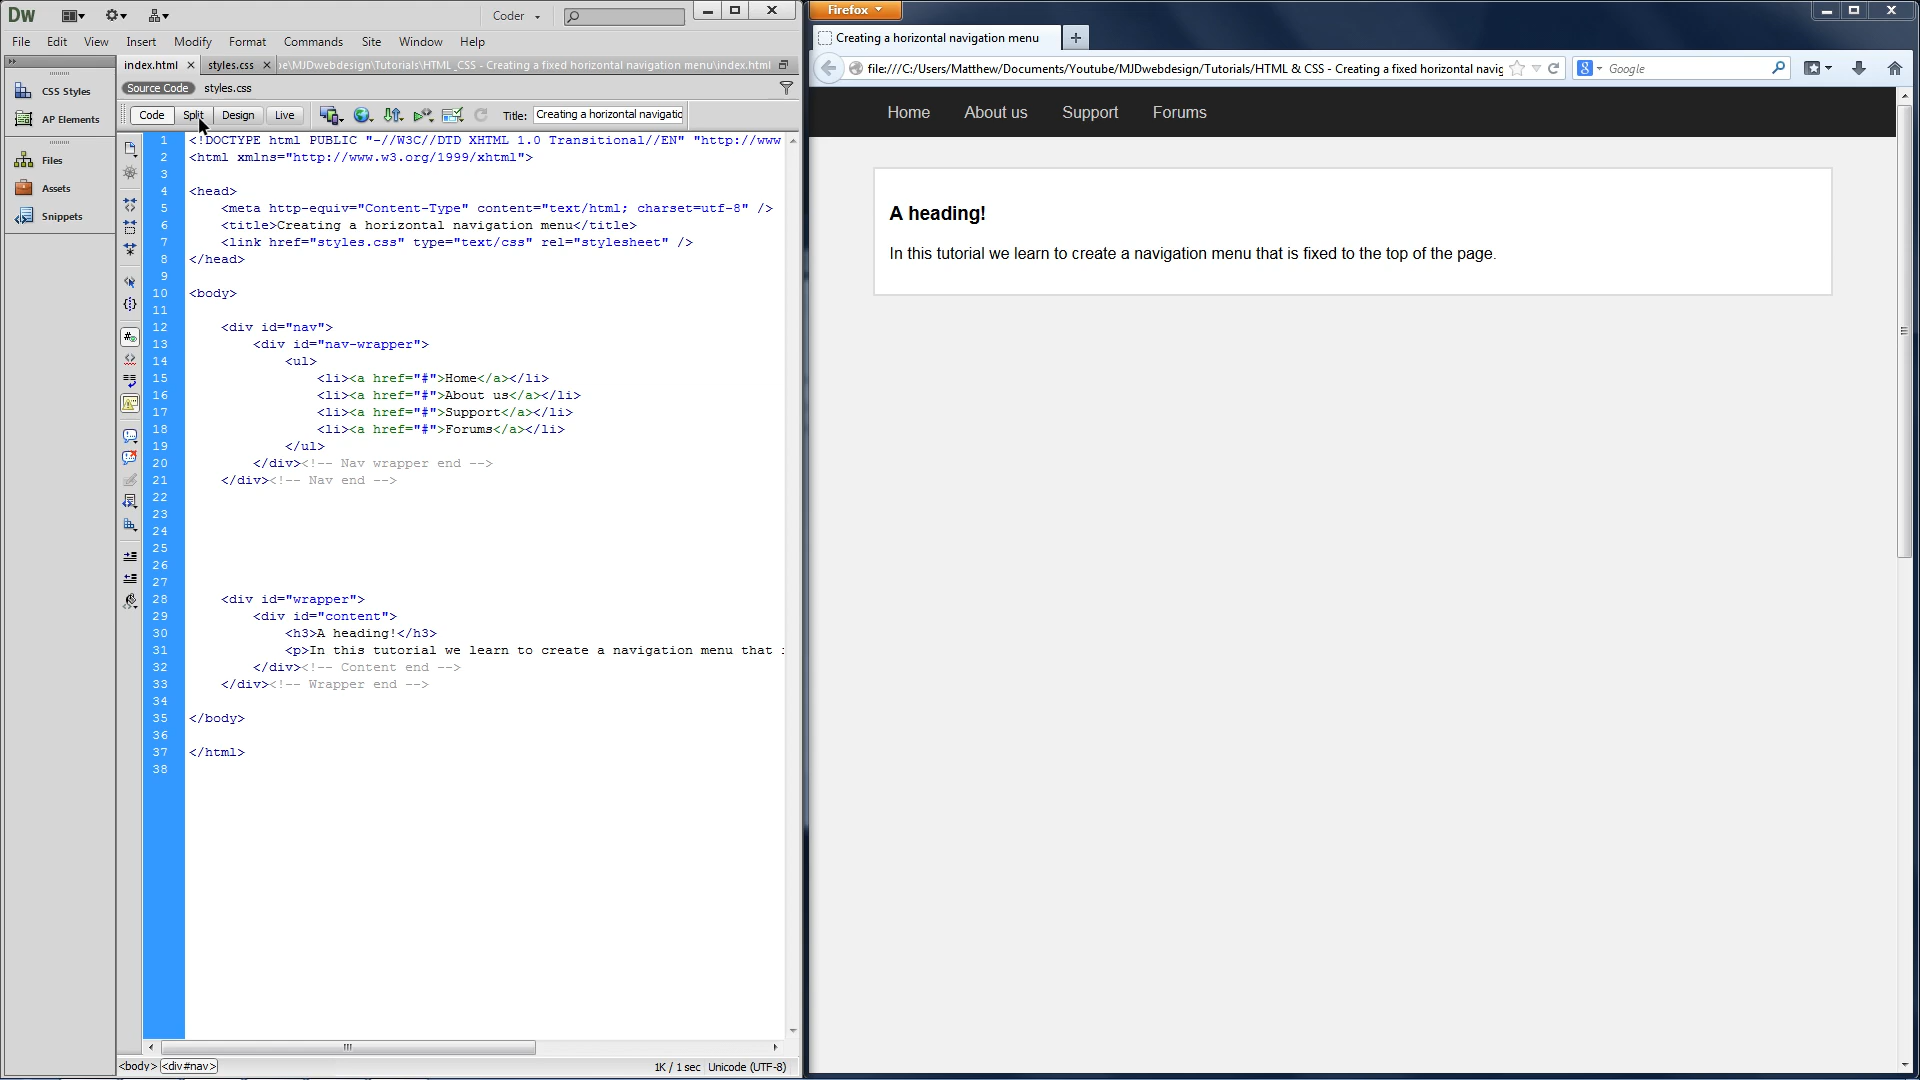 Dw
Coder
File Edit View Insert Modify Format Commands Site Window Help
index.html styles.css \MJDwebdesign\Tutorials\HTML_CSS - Creating a fixed horizontal navigation menu\index.html
Source Code styles.css
Code Split Design Live Title: Creating a horizontal navigatio
CSS Styles
AP Elements
Files
Assets
Snippets
1 <!DOCTYPE html PUBLIC "-//W3C//DTD XHTML 1.0 Transitional//EN" "http://www
2 <html xmlns="http://www.w3.org/1999/xhtml">
3
4 <head>
5 <meta http-equiv="Content-Type" content="text/html; charset=utf-8" />
6 <title>Creating a horizontal navigation menu</title>
7 <link href="styles.css" type="text/css" rel="stylesheet" />
8 </head>
9
10 <body>
11
12 <div id="nav">
13 <div id="nav-wrapper">
14 <ul>
15 <li><a href="#">Home</a></li>
16 <li><a href="#">About us</a></li>
17 <li><a href="#">Support</a></li>
18 <li><a href="#">Forums</a></li>
19 </ul>
20 </div><!-- Nav wrapper end -->
21 </div><!-- Nav end -->
22
23
24
25
26
27
28 <div id="wrapper">
29 <div id="content">
30 <h3>A heading!</h3>
31 <p>In this tutorial we learn to create a navigation menu that
32 </div><!-- Content end -->
33 </div><!-- Wrapper end -->
34
35 </body>
36
37 </html>
38
<body> <div#nav> 1K / 1 sec Unicode (UTF-8)
Firefox
Creating a horizontal navigation menu
file:///C:/Users/Matthew/Documents/Youtube/MJDwebdesign/Tutorials/HTML & CSS - Creating a fixed horizontal navig Google
Home About us Support Forums
A heading!
In this tutorial we learn to create a navigation menu that is fixed to the top of the page.